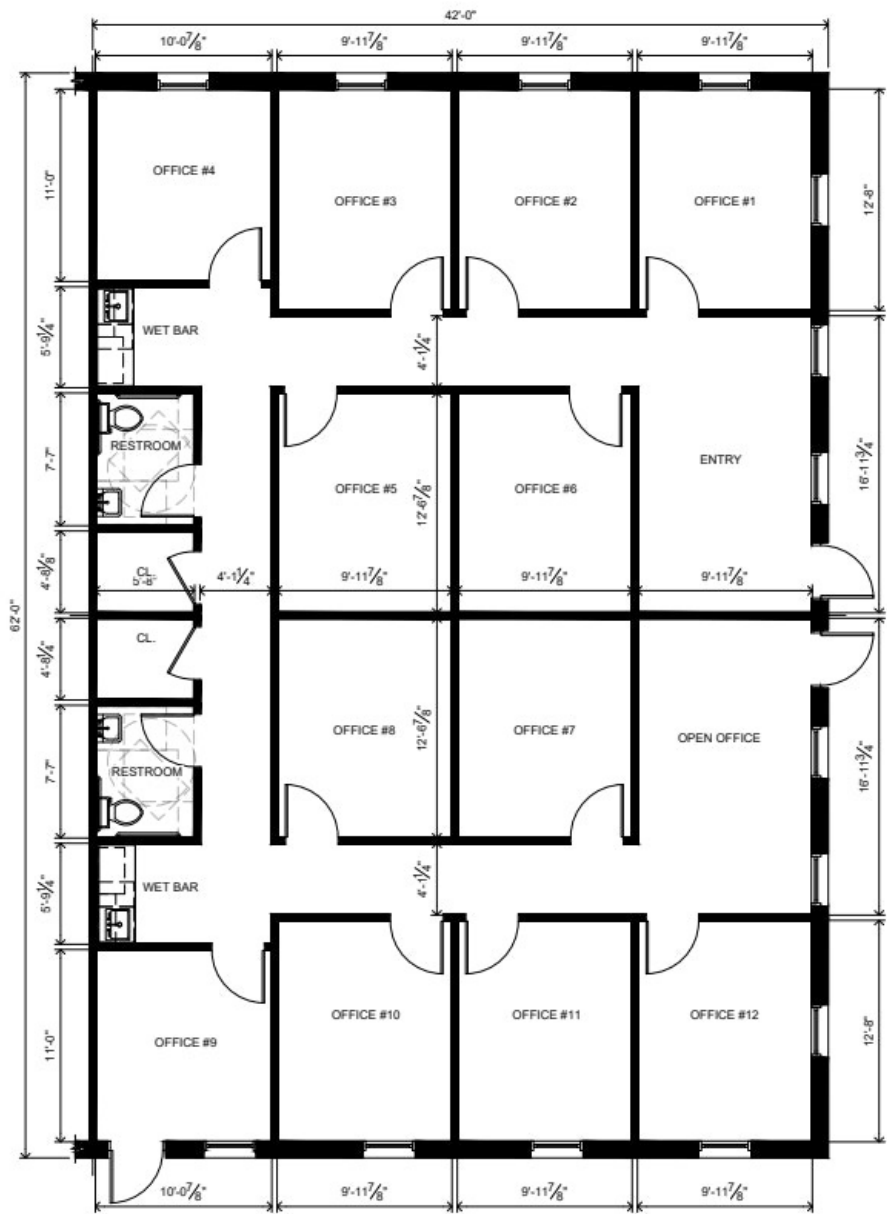 42'-0"
10'-0⅞"
9'-11⅞"
9'-11⅞"
9'-11⅞"
OFFICE #4
OFFICE #3
OFFICE #2
OFFICE #1
11'-0"
12'-8"
WET BAR
5'-9¼"
4'-1¼"
RESTROOM
7'-7"
OFFICE #5
12'-6⅞"
OFFICE #6
ENTRY
16'-11¾"
CL.
5'-8"
4'-8⅛"
4'-1¼"
9'-11⅞"
9'-11⅞"
9'-11⅞"
62'-0"
CL.
4'-8¼"
OFFICE #8
12'-6⅞"
OFFICE #7
OPEN OFFICE
16'-11¾"
RESTROOM
7'-7"
WET BAR
5'-9¼"
4'-1¼"
OFFICE #9
OFFICE #10
OFFICE #11
OFFICE #12
11'-0"
12'-8"
10'-0⅞"
9'-11⅞"
9'-11⅞"
9'-11⅞"